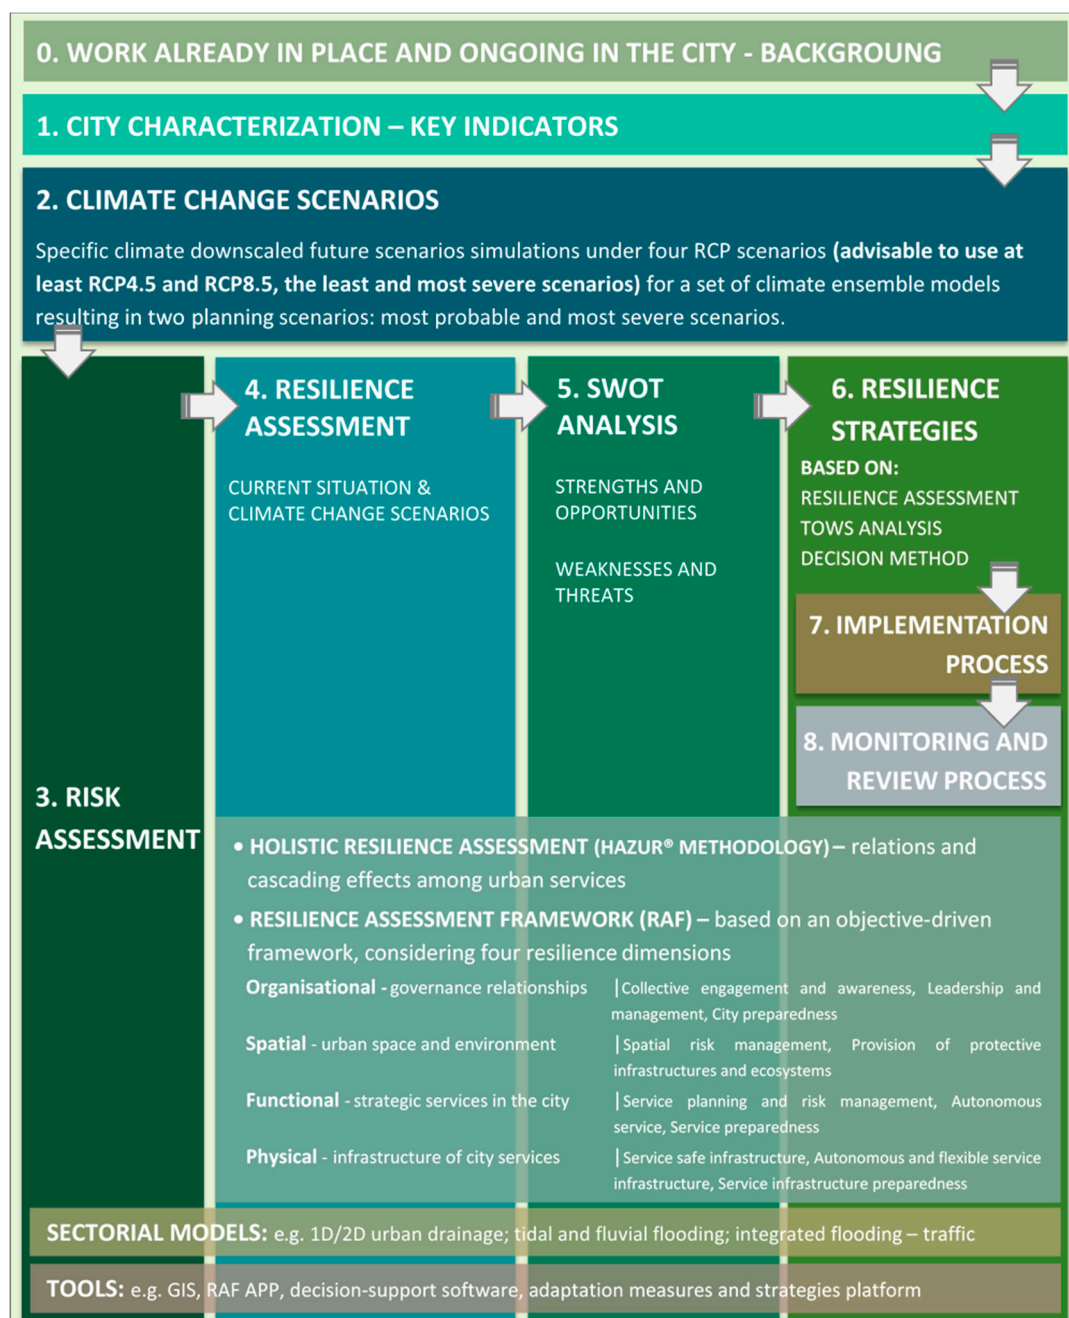 0. WORK ALREADY IN PLACE AND ONGOING IN THE CITY - BACKGROUNG
1. CITY CHARACTERIZATION – KEY INDICATORS
2. CLIMATE CHANGE SCENARIOS
Specific climate downscaled future scenarios simulations under four RCP scenarios (advisable to use at
least RCP4.5 and RCP8.5, the least and most severe scenarios) for a set of climate ensemble models
resulting in two planning scenarios: most probable and most severe scenarios.
3. RISK
ASSESSMENT
4. RESILIENCE
ASSESSMENT
CURRENT SITUATION &
CLIMATE CHANGE SCENARIOS
5. SWOT
ANALYSIS
STRENGTHS AND
OPPORTUNITIES
WEAKNESSES AND
THREATS
6. RESILIENCE
STRATEGIES
BASED ON:
RESILIENCE ASSESSMENT
TOWS ANALYSIS
DECISION METHOD
7. IMPLEMENTATION
PROCESS
8. MONITORING AND
REVIEW PROCESS
• HOLISTIC RESILIENCE ASSESSMENT (HAZUR® METHODOLOGY) – relations and
cascading effects among urban services
• RESILIENCE ASSESSMENT FRAMEWORK (RAF) – based on an objective-driven
framework, considering four resilience dimensions
Organisational - governance relationships |Collective engagement and awareness, Leadership and
management, City preparedness
Spatial - urban space and environment |Spatial risk management, Provision of protective
infrastructures and ecosystems
Functional - strategic services in the city |Service planning and risk management, Autonomous
service, Service preparedness
Physical - infrastructure of city services |Service safe infrastructure, Autonomous and flexible service
infrastructure, Service infrastructure preparedness
SECTORIAL MODELS: e.g. 1D/2D urban drainage; tidal and fluvial flooding; integrated flooding – traffic
TOOLS: e.g. GIS, RAF APP, decision-support software, adaptation measures and strategies platform